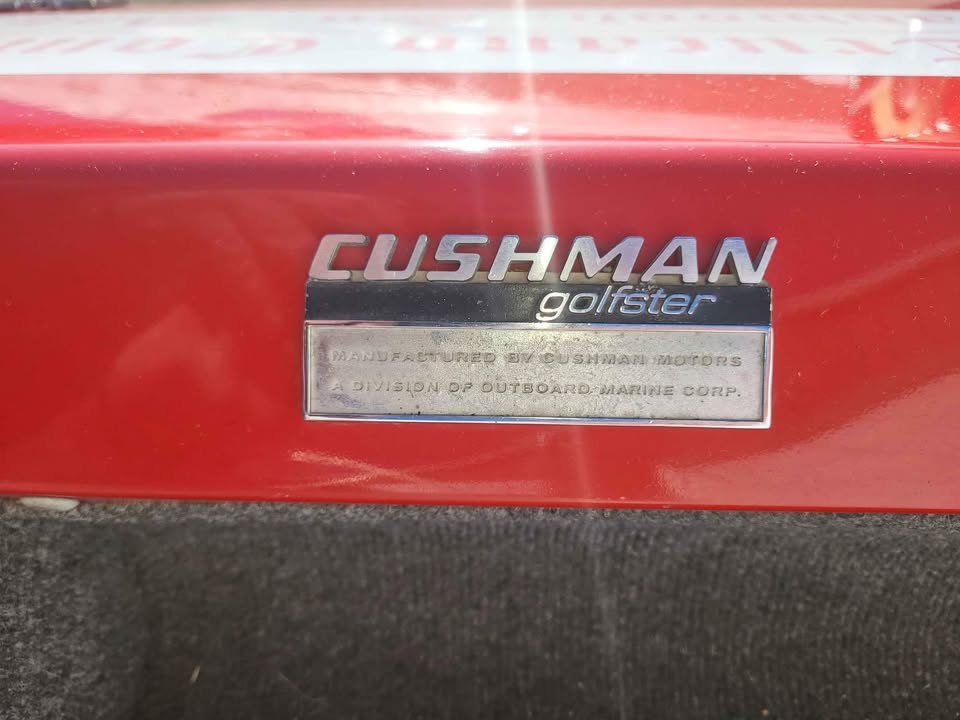 CUSHMAN
golfster
MANUFACTURED BY CUSHMAN MOTORS
A DIVISION OF OUTBOARD MARINE CORP.